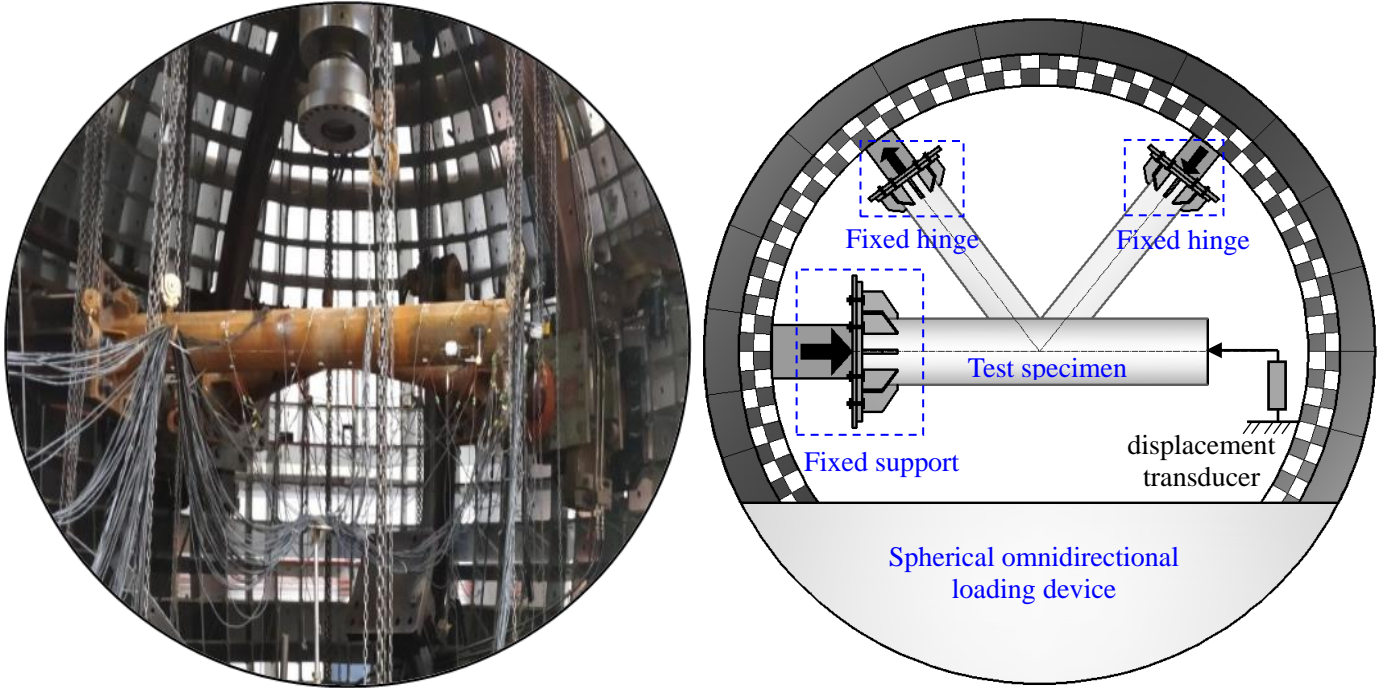 Fixed hinge
Fixed hinge
Test specimen
Fixed support
displacement
transducer
Spherical omnidirectional
loading device